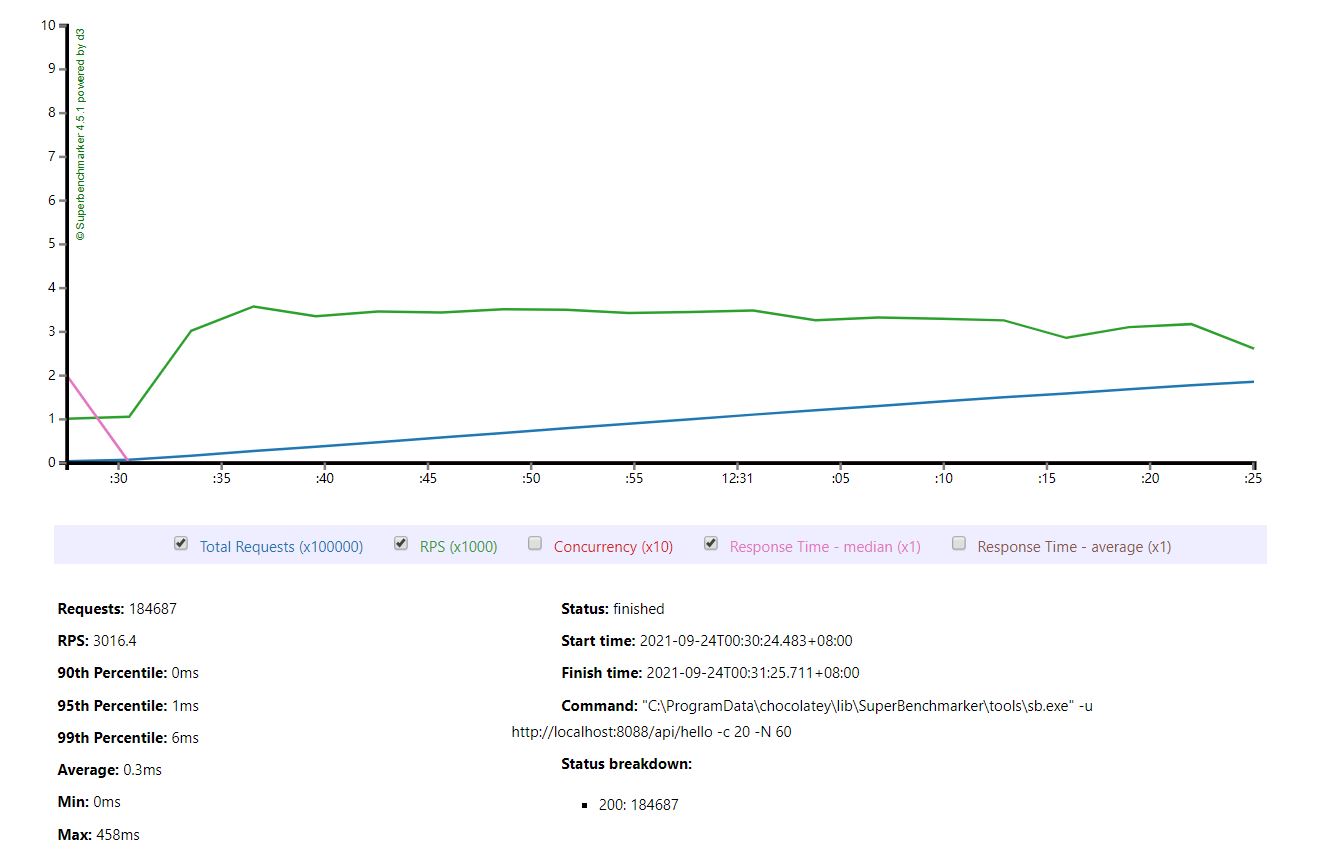 10
9
8
7
6
5
4
3
2
1
0
© Superbenchmarker 4.5.1 powered by d3
:30 :35 :40 :45 :50 :55 12:31 :05 :10 :15 :20 :25
Total Requests (x100000) RPS (x1000) Concurrency (x10) Response Time - median (x1) Response Time - average (x1)
Requests: 184687
RPS: 3016.4
90th Percentile: 0ms
95th Percentile: 1ms
99th Percentile: 6ms
Average: 0.3ms
Min: 0ms
Max: 458ms
Status: finished
Start time: 2021-09-24T00:30:24.483+08:00
Finish time: 2021-09-24T00:31:25.711+08:00
Command: "C:\ProgramData\chocolatey\lib\SuperBenchmarker\tools\sb.exe" -u
http://localhost:8088/api/hello -c 20 -N 60
Status breakdown:
200: 184687